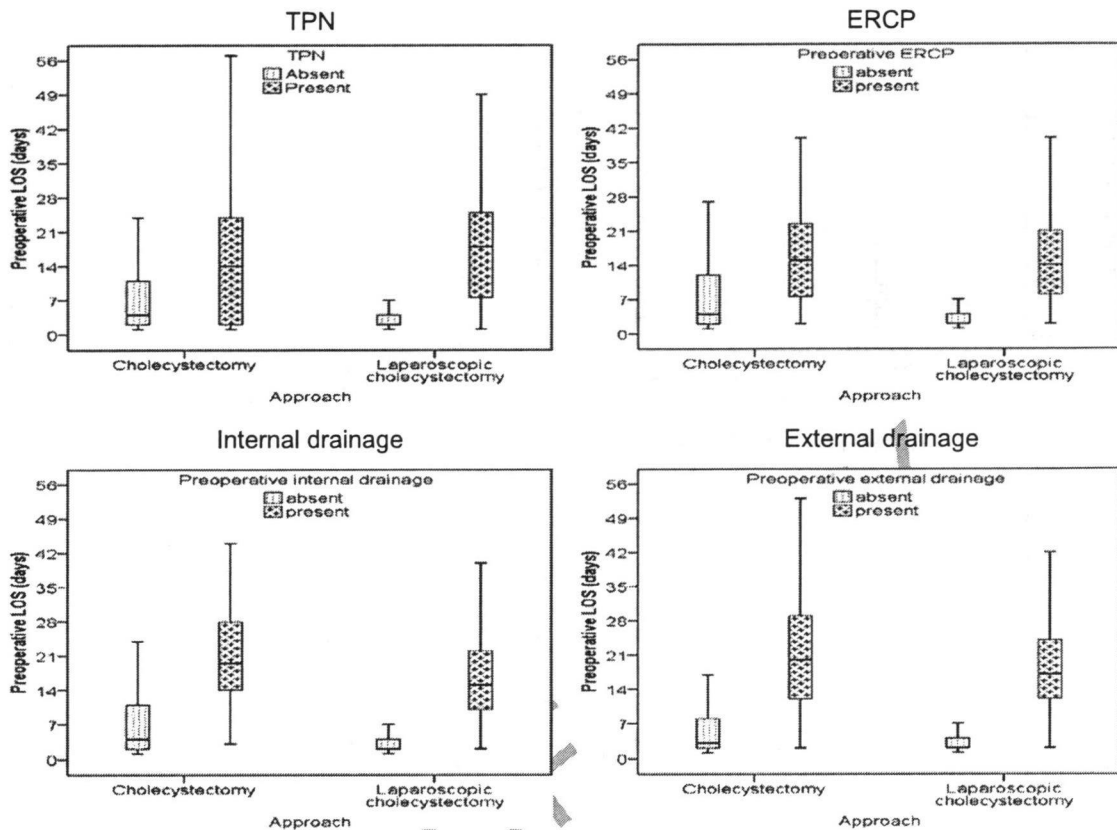 TPN
TPN
Absent
Present
56
49
42
35
28
21
14
7
0
Preoperative LOS (days)
Cholecystectomy
Laparoscopic
cholecystectomy
Approach
ERCP
Preoperative ERCP
absent
present
56
49
42
35
28
21
14
7
0
Preoperative LOS (days)
Cholecystectomy
Laparoscopic
cholecystectomy
Approach
Internal drainage
Preoperative internal drainage
absent
present
56
49
42
35
28
21
14
7
0
Preoperative LOS (days)
Cholecystectomy
Laparoscopic
cholecystectomy
Approach
External drainage
Preoperative external drainage
absent
present
56
49
42
35
28
21
14
7
0
Preoperative LOS (days)
Cholecystectomy
Laparoscopic
cholecystectomy
Approach